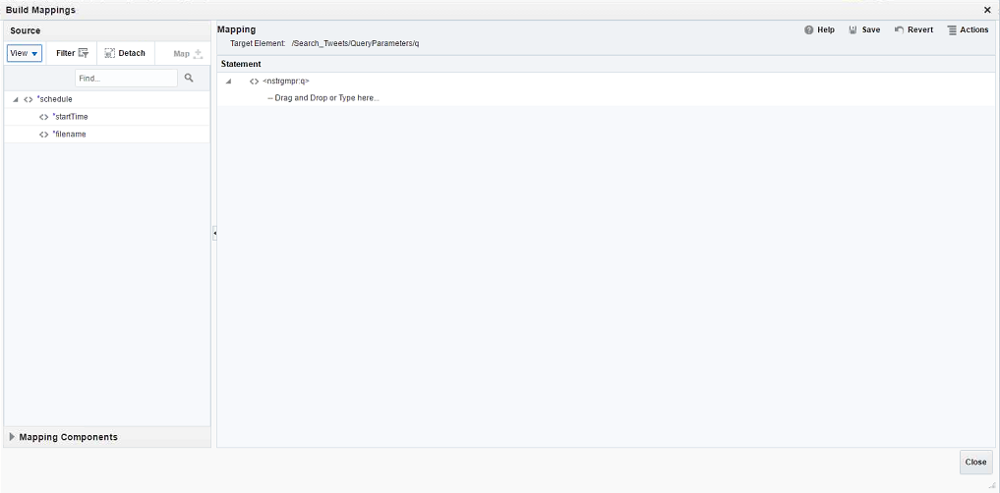 Build Mappings
Source
View Filter Detach Map
Find...
*schedule
*startTime
*filename
Mapping Components
Mapping
Help Save Revert Actions
Target Element: /Search_Tweets/QueryParameters/q
Statement
<nstrgmpr:q>
-- Drag and Drop or Type here...
Close